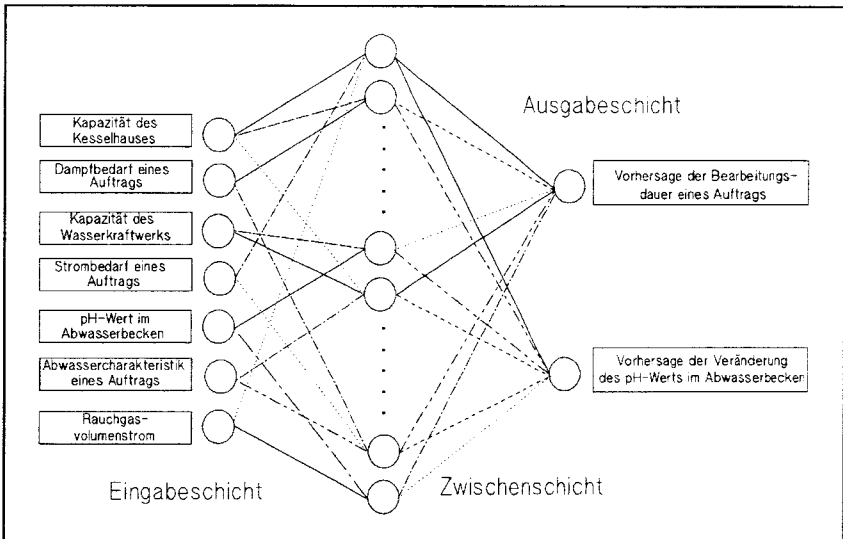 Ausgabeschicht
Kapazität des
Kesselhauses
Dampfbedarf eines
Auftrags
Kapazität des
Wasserkraftwerks
Strombedarf eines
Auftrags
pH-Wert im
Abwasserbecken
Abwassercharakteristik
eines Auftrags
Rauchgas-
volumenstrom
Vorhersage der Bearbeitungs-
dauer eines Auftrags
Vorhersage der Veränderung
des pH-Werts im Abwasserbecken
Eingabeschicht
Zwischenschicht